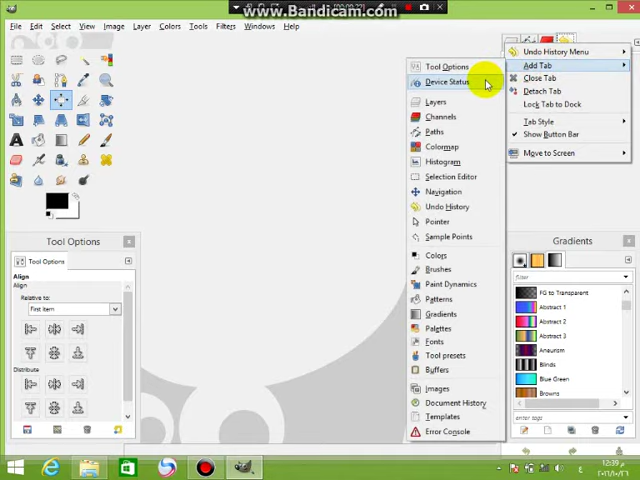 www.Bandicam.com
File Edit Select View Image Layer Colors Tools Filters Windows Help
Undo History Menu
Add Tab
Close Tab
Detach Tab
Lock Tab to Dock
Tab Style
Show Button Bar
Move to Screen
Tool Options
Device Status
Layers
Channels
Paths
Colormap
Histogram
Selection Editor
Navigation
Undo History
Pointer
Sample Points
Colors
Brushes
Paint Dynamics
Patterns
Gradients
Palettes
Fonts
Tool presets
Buffers
Images
Document History
Templates
Error Console
Tool Options
Tool Options
Align
Align
Relative to:
First item
Distribute
Gradients
filter
FG to Transparent
Abstract 1
Abstract 2
Abstract 3
Aneurism
Blinds
Blue Green
Browns
enter tags
ع